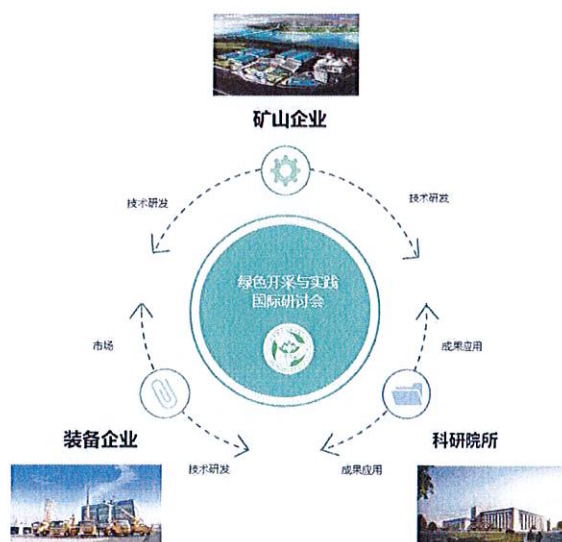 矿山企业
技术研发
技术研发
绿色开采与实践
国际研讨会
市场
成果应用
装备企业
科研院所
技术研发
成果应用